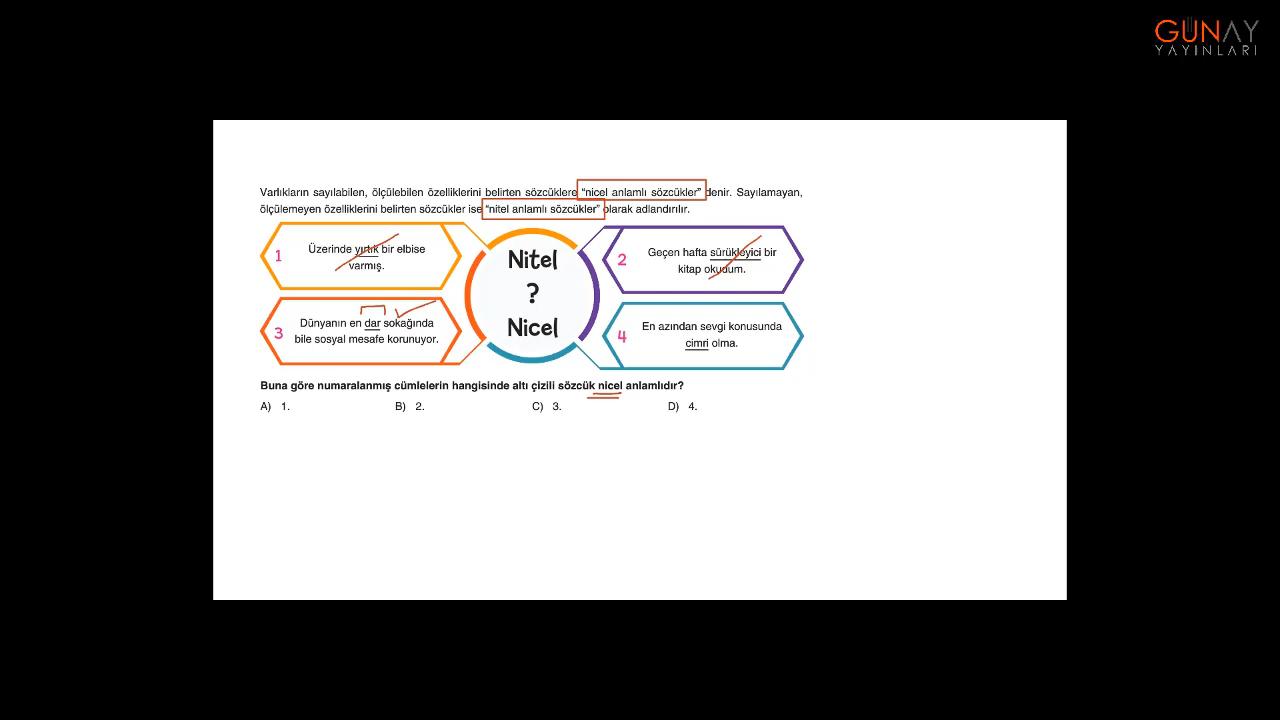 GÜNAY
YAYINLARI
Varlıkların sayılabilen, ölçülebilen özelliklerini belirten sözcüklere "nicel anlamlı sözcükler" denir. Sayılamayan,
ölçülemeyen özelliklerini belirten sözcükler ise "nitel anlamlı sözcükler" olarak adlandırılır.
1
Üzerinde yırtık bir elbise
varmış.
Nitel
?
Nicel
2
Geçen hafta sürükleyici bir
kitap okudum.
3
Dünyanın en dar sokağında
bile sosyal mesafe korunuyor.
4
En azından sevgi konusunda
cimri olma.
Buna göre numaralanmış cümlelerin hangisinde altı çizili sözcük nicel anlamlıdır?
A) 1. B) 2. C) 3. D) 4.